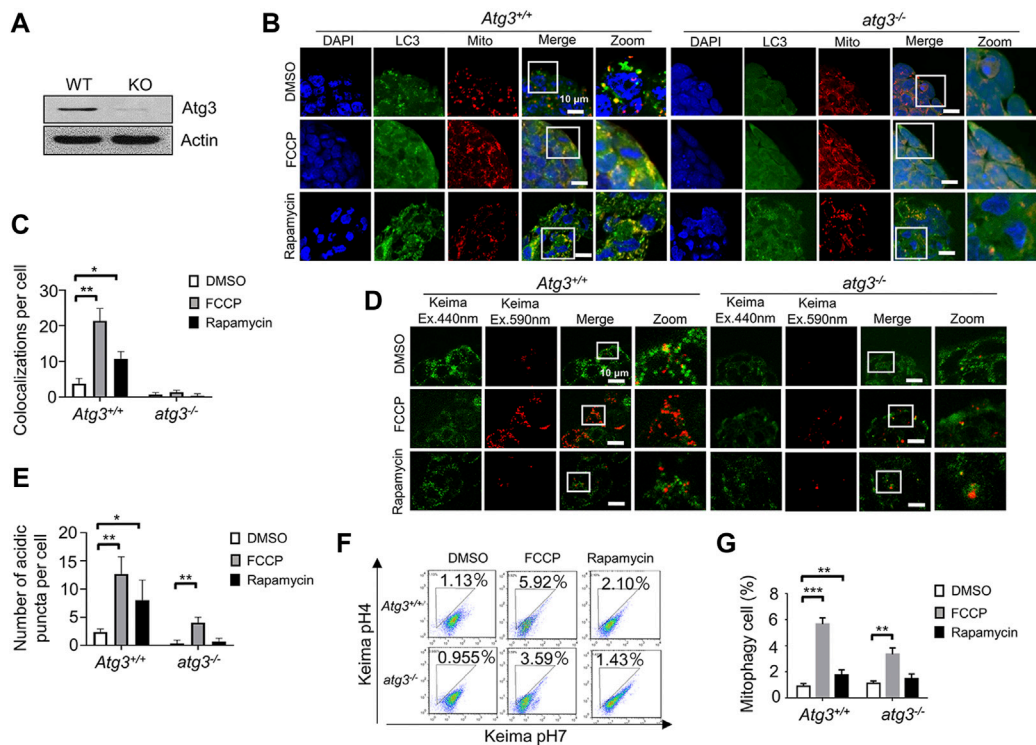 A
WT KO
Atg3
Actin
B
Atg3+/+ atg3-/-
DAPI LC3 Mito Merge Zoom DAPI LC3 Mito Merge Zoom
DMSO
10 μm
FCCP
Rapamycin
C
Colocalizations per cell
30
20
10
0
*
**
DMSO
FCCP
Rapamycin
Atg3+/+ atg3-/-
D
Atg3+/+ atg3-/-
Keima Keima Keima Keima
Ex.440nm Ex.590nm Merge Zoom Ex.440nm Ex.590nm Merge Zoom
DMSO
10 μm
FCCP
Rapamycin
E
Number of acidic
puncta per cell
20
15
10
5
0
*
**
**
DMSO
FCCP
Rapamycin
Atg3+/+ atg3-/-
F
DMSO FCCP Rapamycin
Keima pH4
Atg3+/+
1.13% 5.92% 2.10%
atg3-/-
0.955% 3.59% 1.43%
Keima pH7
G
Mitophagy cell (%)
8
6
4
2
0
**
***
**
DMSO
FCCP
Rapamycin
Atg3+/+ atg3-/-